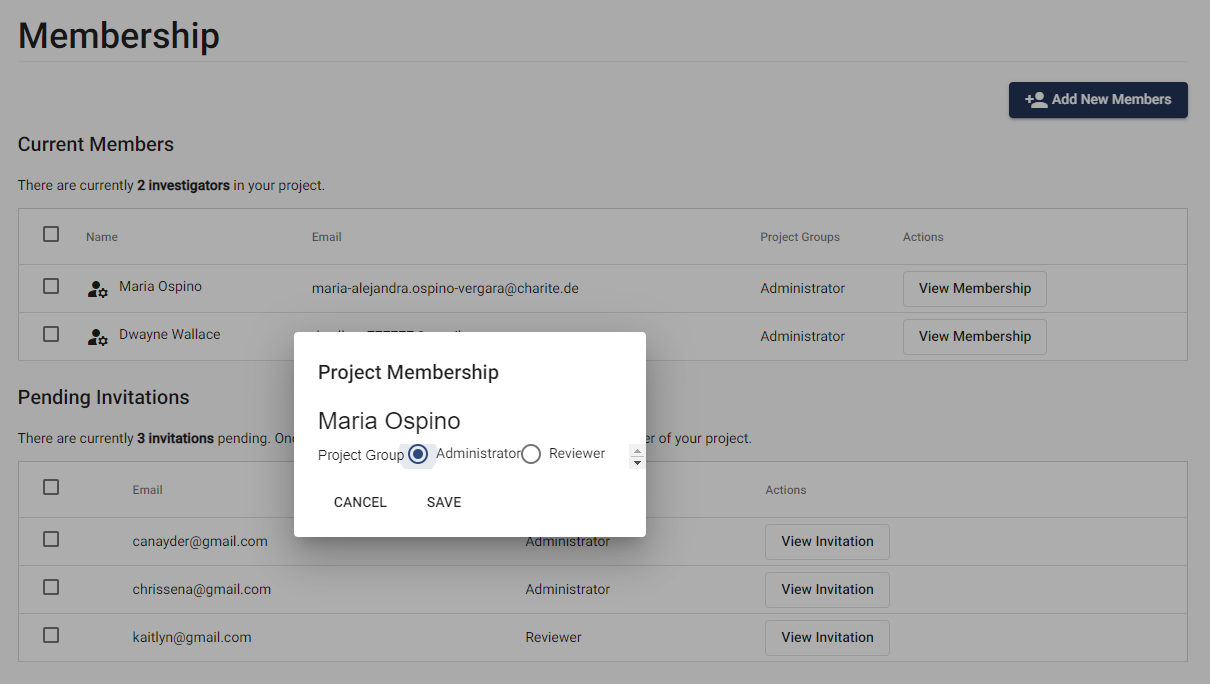 Membership
Add New Members
Current Members
There are currently 2 investigators in your project.
Name Email Project Groups Actions
Maria Ospino maria-alejandra.ospino-vergara@charite.de Administrator View Membership
Dwayne Wallace Administrator View Membership
Project Membership
Pending Invitations
Maria Ospino
There are currently 3 invitations pending. of your project.
Project Group Administrator Reviewer
Email Actions
CANCEL SAVE
canayder@gmail.com Administrator View Invitation
chrissena@gmail.com Administrator View Invitation
kaitlyn@gmail.com Reviewer View Invitation